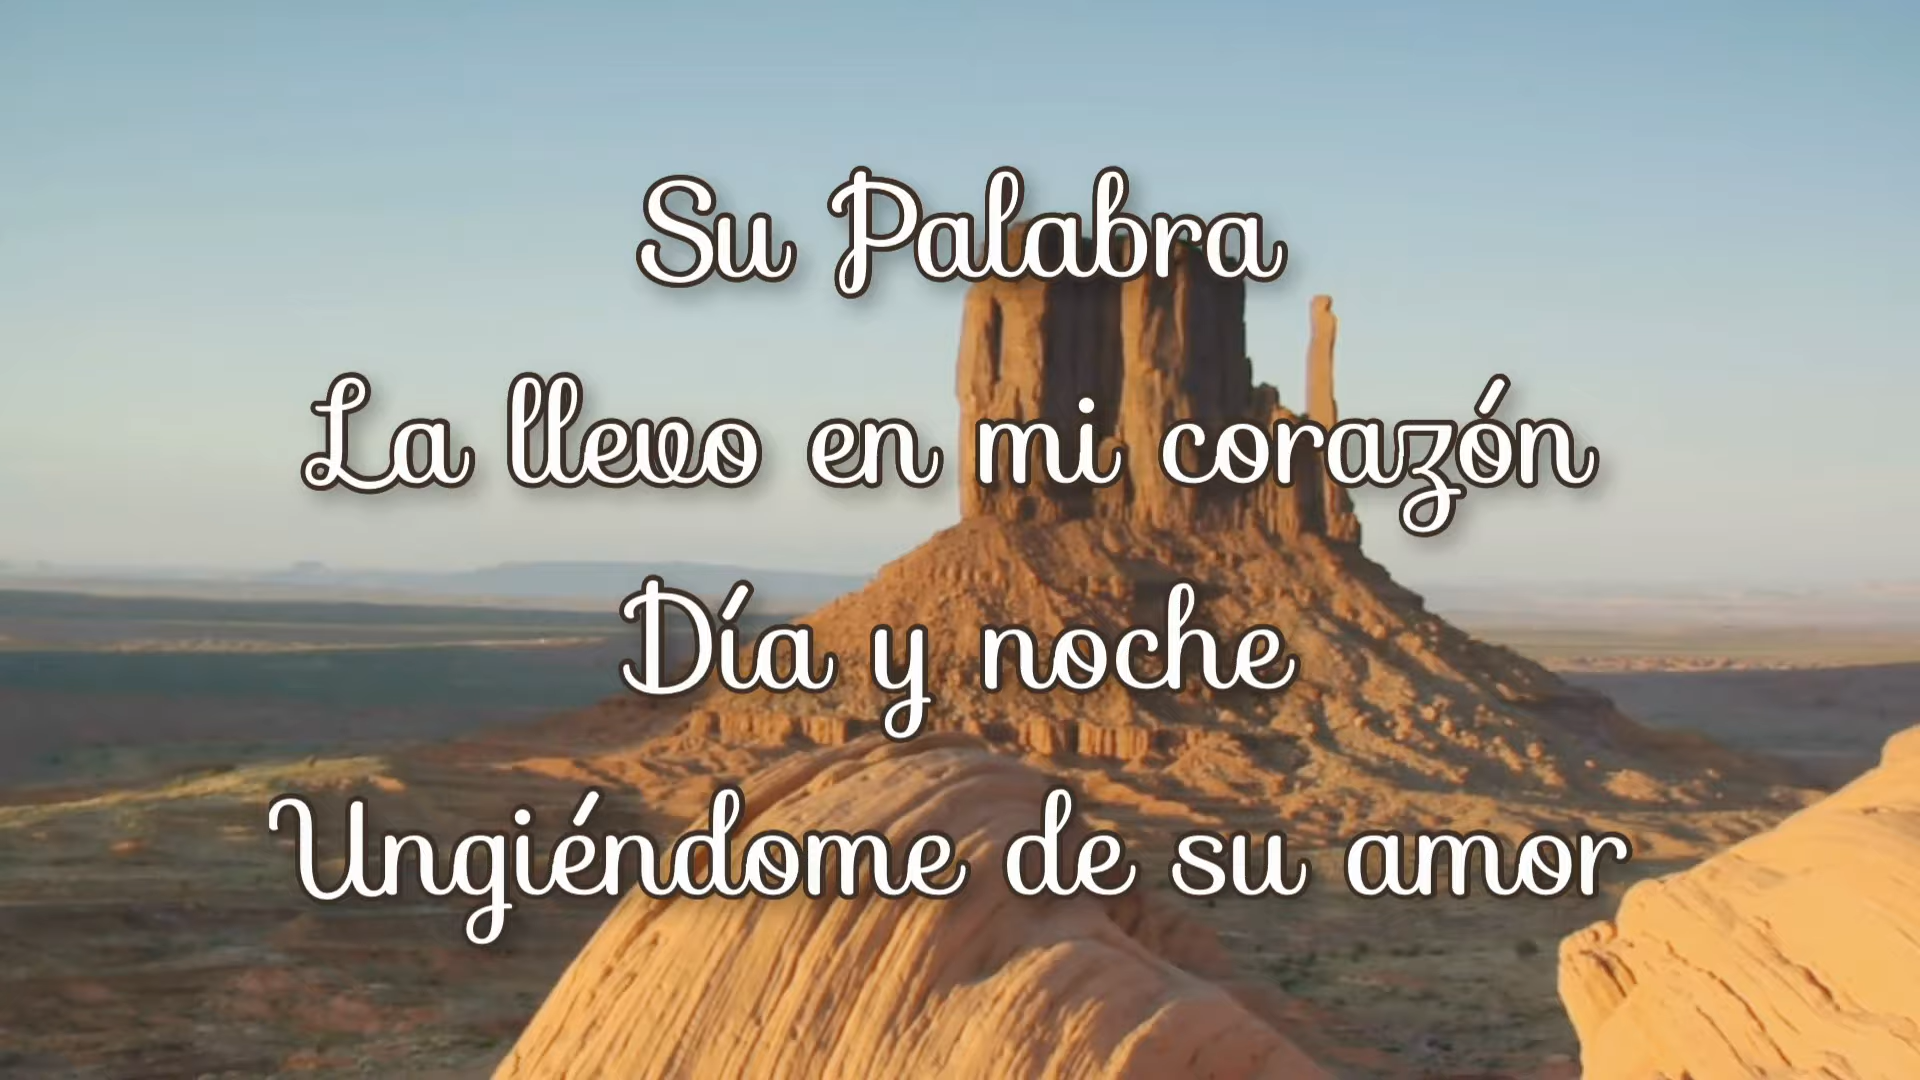 Su Palabra
La llevo en mi corazón
Día y noche
Ungiéndome de su amor